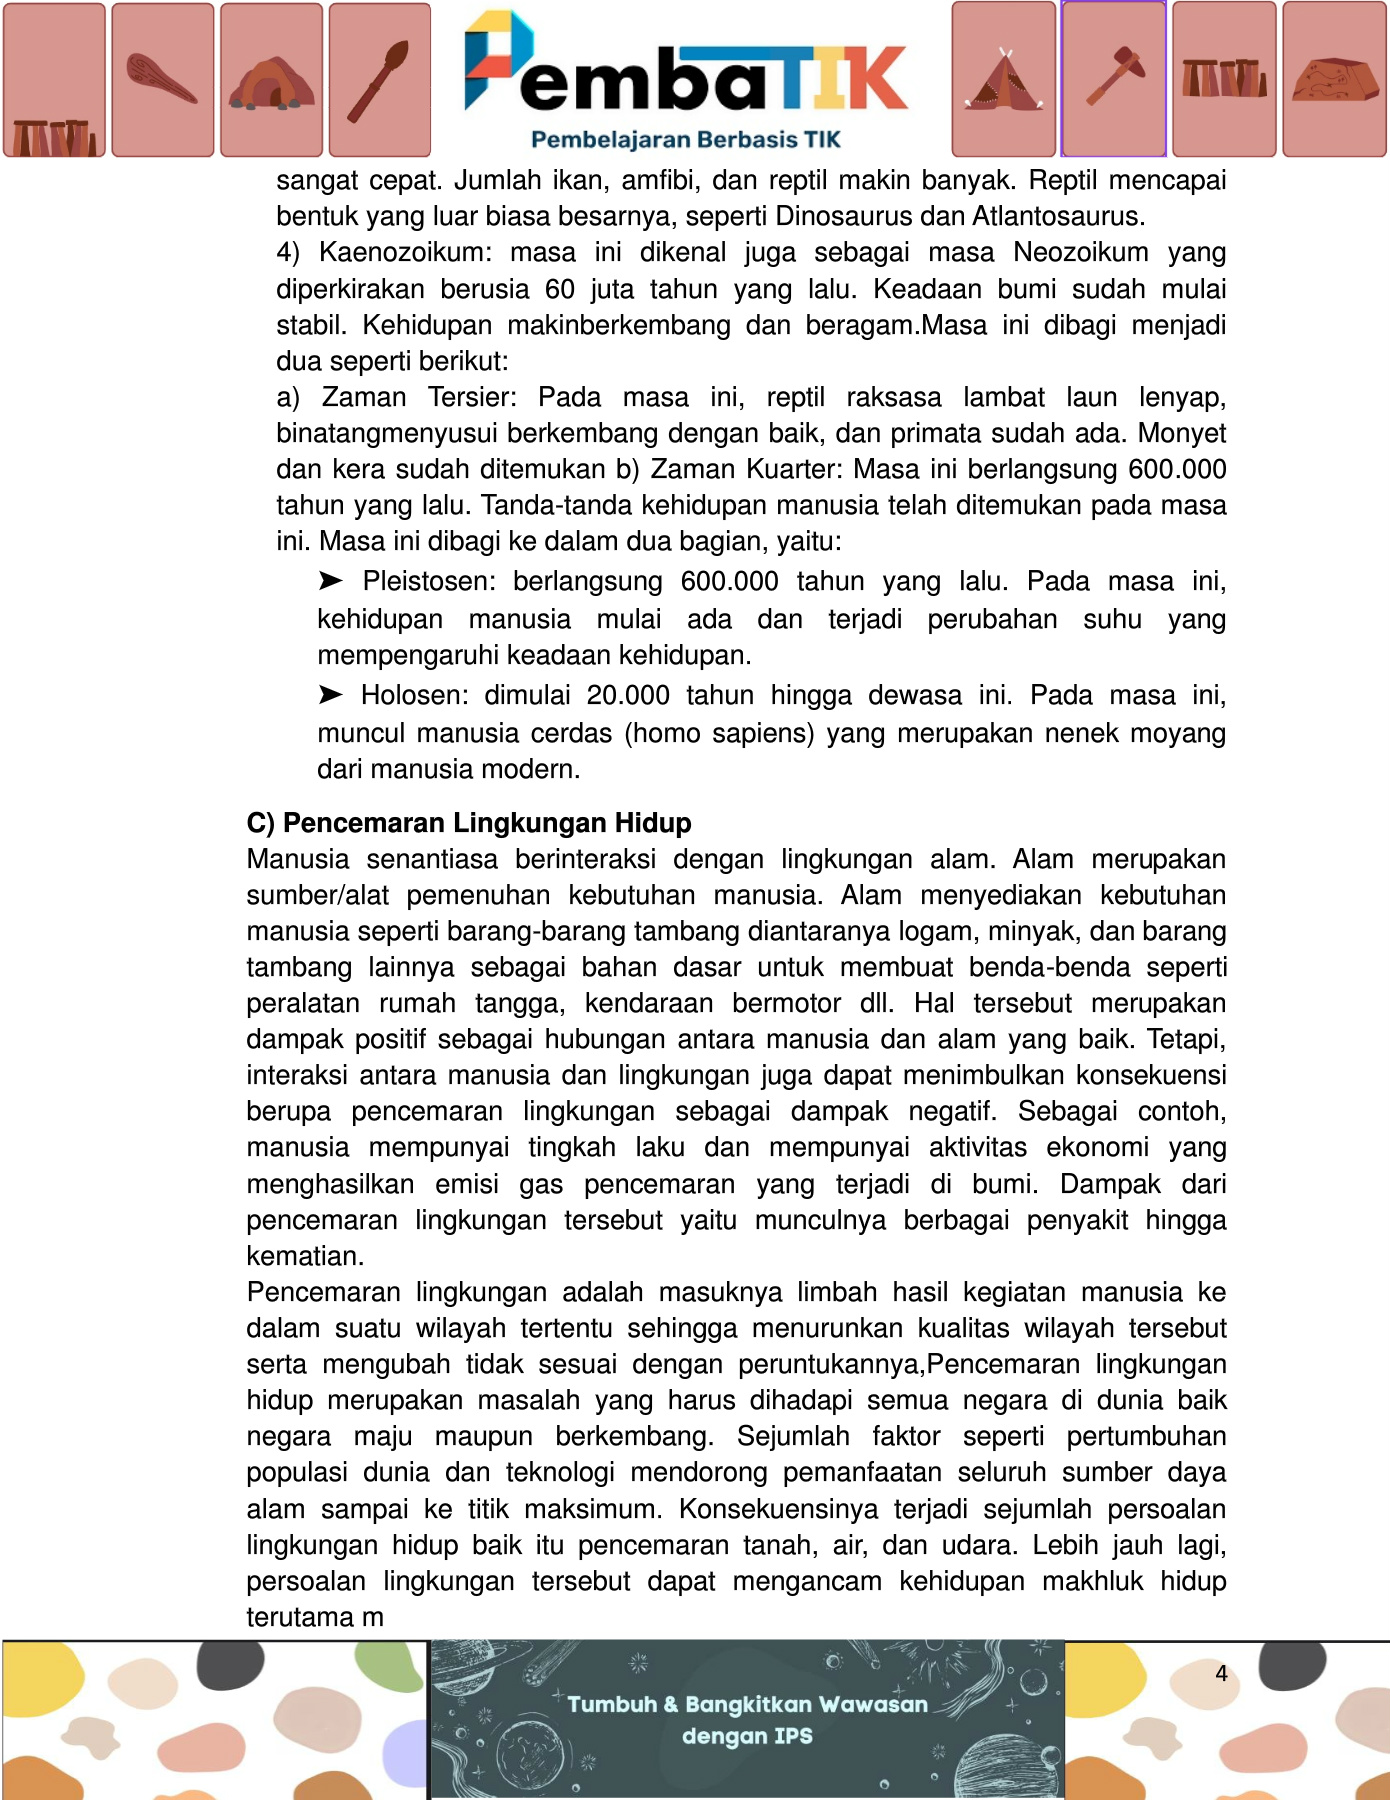 PembaTIK
Pembelajaran Berbasis TIK
sangat cepat. Jumlah ikan, amfibi, dan reptil makin banyak. Reptil mencapai
bentuk yang luar biasa besarnya, seperti Dinosaurus dan Atlantosaurus.
4) Kaenozoikum: masa ini dikenal juga sebagai masa Neozoikum yang
diperkirakan berusia 60 juta tahun yang lalu. Keadaan bumi sudah mulai
stabil. Kehidupan makinberkembang dan beragam.Masa ini dibagi menjadi
dua seperti berikut:
a) Zaman Tersier: Pada masa ini, reptil raksasa lambat laun lenyap,
binatangmenyusui berkembang dengan baik, dan primata sudah ada. Monyet
dan kera sudah ditemukan b) Zaman Kuarter: Masa ini berlangsung 600.000
tahun yang lalu. Tanda-tanda kehidupan manusia telah ditemukan pada masa
ini. Masa ini dibagi ke dalam dua bagian, yaitu:
➤ Pleistosen: berlangsung 600.000 tahun yang lalu. Pada masa ini,
kehidupan manusia mulai ada dan terjadi perubahan suhu yang
mempengaruhi keadaan kehidupan.
➤ Holosen: dimulai 20.000 tahun hingga dewasa ini. Pada masa ini,
muncul manusia cerdas (homo sapiens) yang merupakan nenek moyang
dari manusia modern.
C) Pencemaran Lingkungan Hidup
Manusia senantiasa berinteraksi dengan lingkungan alam. Alam merupakan
sumber/alat pemenuhan kebutuhan manusia. Alam menyediakan kebutuhan
manusia seperti barang-barang tambang diantaranya logam, minyak, dan barang
tambang lainnya sebagai bahan dasar untuk membuat benda-benda seperti
peralatan rumah tangga, kendaraan bermotor dll. Hal tersebut merupakan
dampak positif sebagai hubungan antara manusia dan alam yang baik. Tetapi,
interaksi antara manusia dan lingkungan juga dapat menimbulkan konsekuensi
berupa pencemaran lingkungan sebagai dampak negatif. Sebagai contoh,
manusia mempunyai tingkah laku dan mempunyai aktivitas ekonomi yang
menghasilkan emisi gas pencemaran yang terjadi di bumi. Dampak dari
pencemaran lingkungan tersebut yaitu munculnya berbagai penyakit hingga
kematian.
Pencemaran lingkungan adalah masuknya limbah hasil kegiatan manusia ke
dalam suatu wilayah tertentu sehingga menurunkan kualitas wilayah tersebut
serta mengubah tidak sesuai dengan peruntukannya,Pencemaran lingkungan
hidup merupakan masalah yang harus dihadapi semua negara di dunia baik
negara maju maupun berkembang. Sejumlah faktor seperti pertumbuhan
populasi dunia dan teknologi mendorong pemanfaatan seluruh sumber daya
alam sampai ke titik maksimum. Konsekuensinya terjadi sejumlah persoalan
lingkungan hidup baik itu pencemaran tanah, air, dan udara. Lebih jauh lagi,
persoalan lingkungan tersebut dapat mengancam kehidupan makhluk hidup
terutama m
4
Tumbuh & Bangkitkan Wawasan
dengan IPS